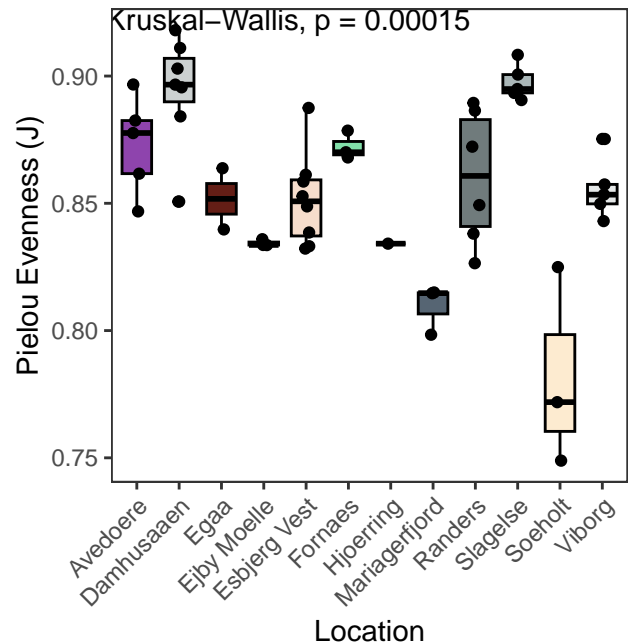 Kruskal−Wallis, p = 0.00015
0.90
0.85
0.80
0.75
Pielou Evenness (J)
Avedoere
Damhusaaen
Egaa
Ejby Moelle
Esbjerg Vest
Fornaes
Hjoerring
Mariagerfjord
Randers
Slagelse
Soeholt
Viborg
Location